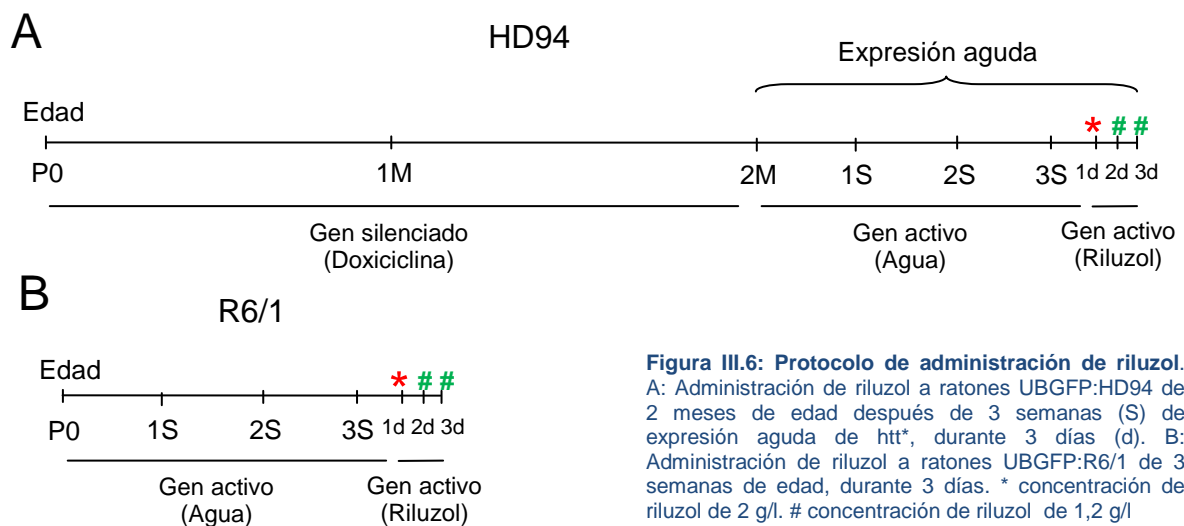 A
HD94
Expresión aguda
Edad
* # #
P0 1M 2M 1S 2S 3S 1d 2d 3d
Gen silenciado
(Doxiciclina)
Gen activo
(Agua)
Gen activo
(Riluzol)
B
R6/1
Edad
* # #
P0 1S 2S 3S 1d 2d 3d
Gen activo
(Agua)
Gen activo
(Riluzol)
Figura III.6: Protocolo de administración de riluzol.
A: Administración de riluzol a ratones UBGFP:HD94 de
2 meses de edad después de 3 semanas (S) de
expresión aguda de htt*, durante 3 días (d). B:
Administración de riluzol a ratones UBGFP:R6/1 de 3
semanas de edad, durante 3 días. * concentración de
riluzol de 2 g/l. # concentración de riluzol de 1,2 g/l